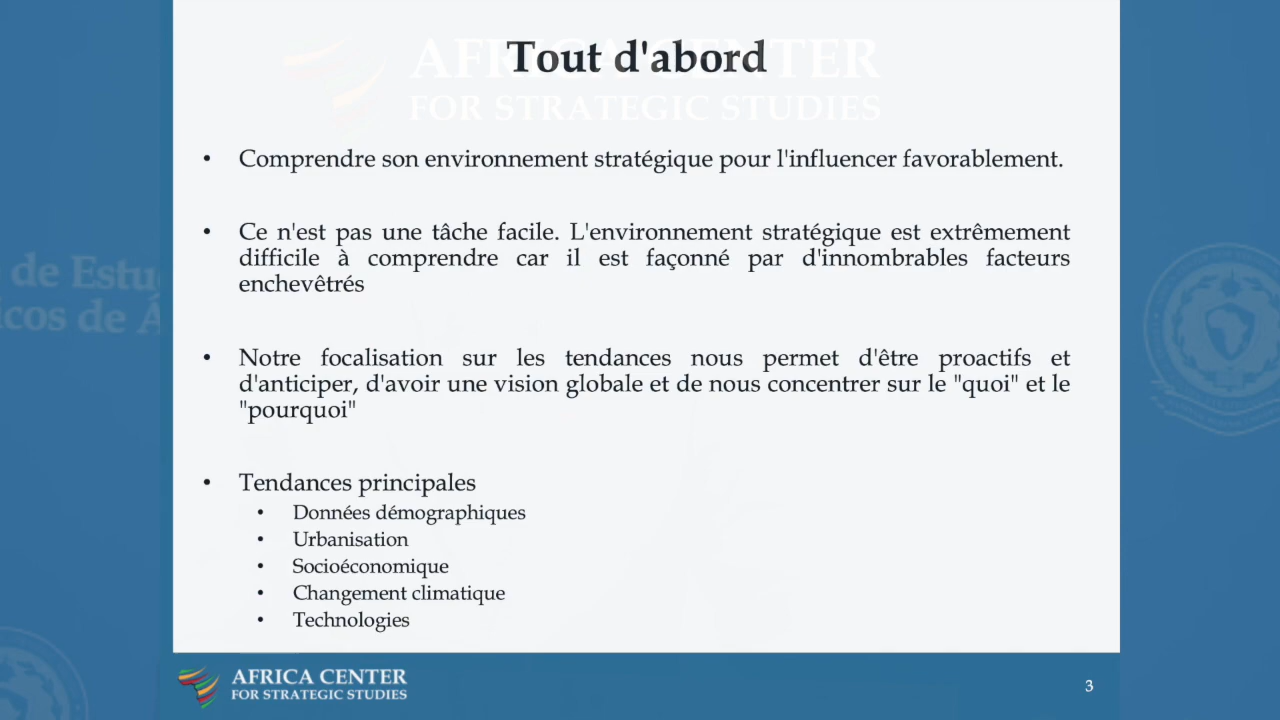 Tout d'abord
AFRICA CENTER
FOR STRATEGIC STUDIES
• Comprendre son environnement stratégique pour l'influencer favorablement.
• Ce n'est pas une tâche facile. L'environnement stratégique est extrêmement
difficile à comprendre car il est façonné par d'innombrables facteurs
enchevêtrés
• Notre focalisation sur les tendances nous permet d'être proactifs et
d'anticiper, d'avoir une vision globale et de nous concentrer sur le "quoi" et le
"pourquoi"
• Tendances principales
• Données démographiques
• Urbanisation
• Socioéconomique
• Changement climatique
• Technologies
de Estu
icos de Á
AFRICA CENTER
FOR STRATEGIC STUDIES
3